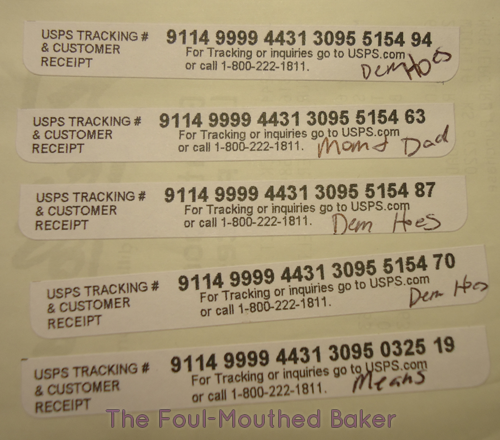 USPS TRACKING # 9114 9999 4431 3095 5154 94
& CUSTOMER For Tracking or inquiries go to USPS.com
RECEIPT or call 1-800-222-1811. Dem Hoes
USPS TRACKING # 9114 9999 4431 3095 5154 63
& CUSTOMER For Tracking or inquiries go to USPS.com
RECEIPT or call 1-800-222-1811. Mom & Dad
USPS TRACKING # 9114 9999 4431 3095 5154 87
& CUSTOMER For Tracking or inquiries go to USPS.com
RECEIPT or call 1-800-222-1811. Dem Hoes
USPS TRACKING # 9114 9999 4431 3095 5154 70
& CUSTOMER For Tracking or inquiries go to USPS.com
RECEIPT or call 1-800-222-1811. Dem Hoes
USPS TRACKING # 9114 9999 4431 3095 0325 19
& CUSTOMER For Tracking or inquiries go to USPS.com
RECEIPT or call 1-800-222-1811. Means
The Foul-Mouthed Baker